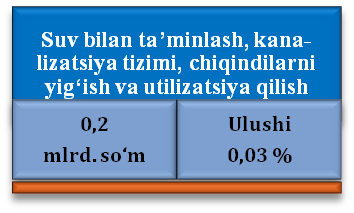 Suv bilan ta’minlash, kana-
lizatsiya tizimi, chiqindilarni
yig‘ish va utilizatsiya qilish
0,2
mlrd. so‘m
Ulushi
0,03 %